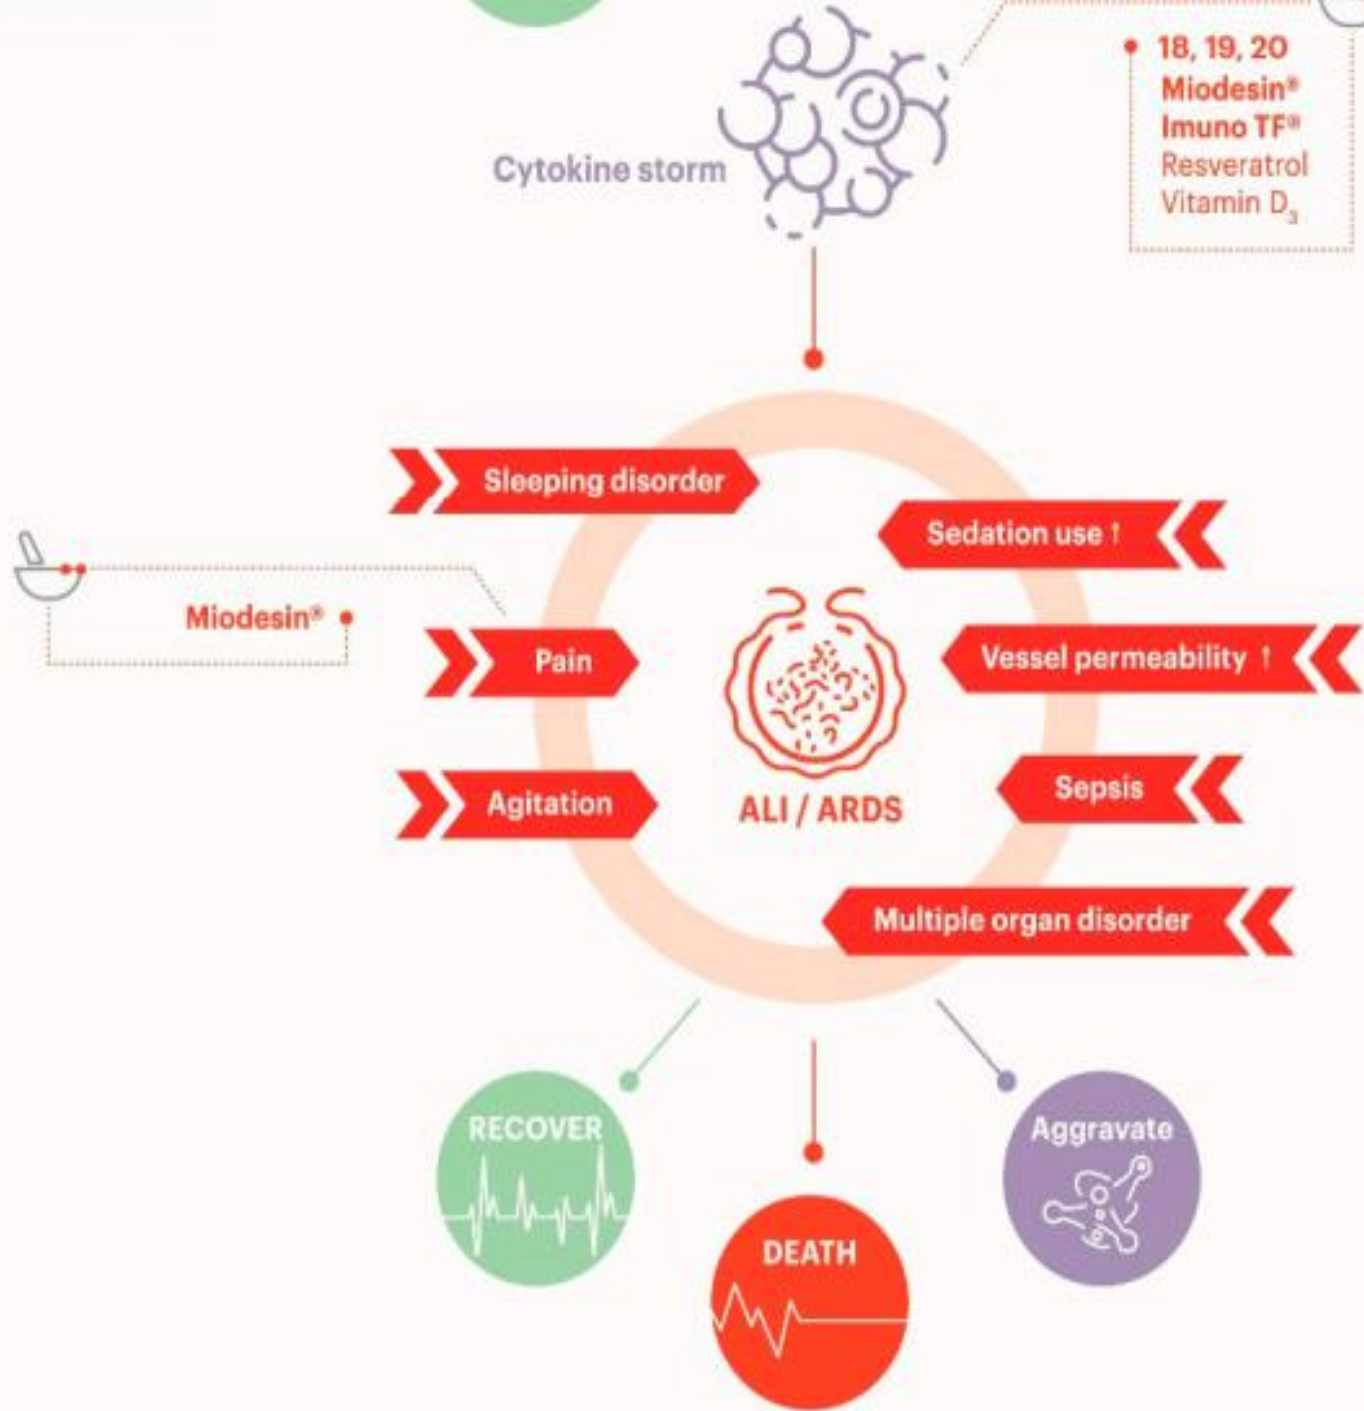 18, 19, 20
Miodesin®
Imuno TF®
Resveratrol
Vitamin D₃
Cytokine storm
Sleeping disorder
Sedation use ↑
Miodesin®
Pain
Vessel permeability ↑
Agitation
ALI / ARDS
Sepsis
Multiple organ disorder
RECOVER
Aggravate
DEATH